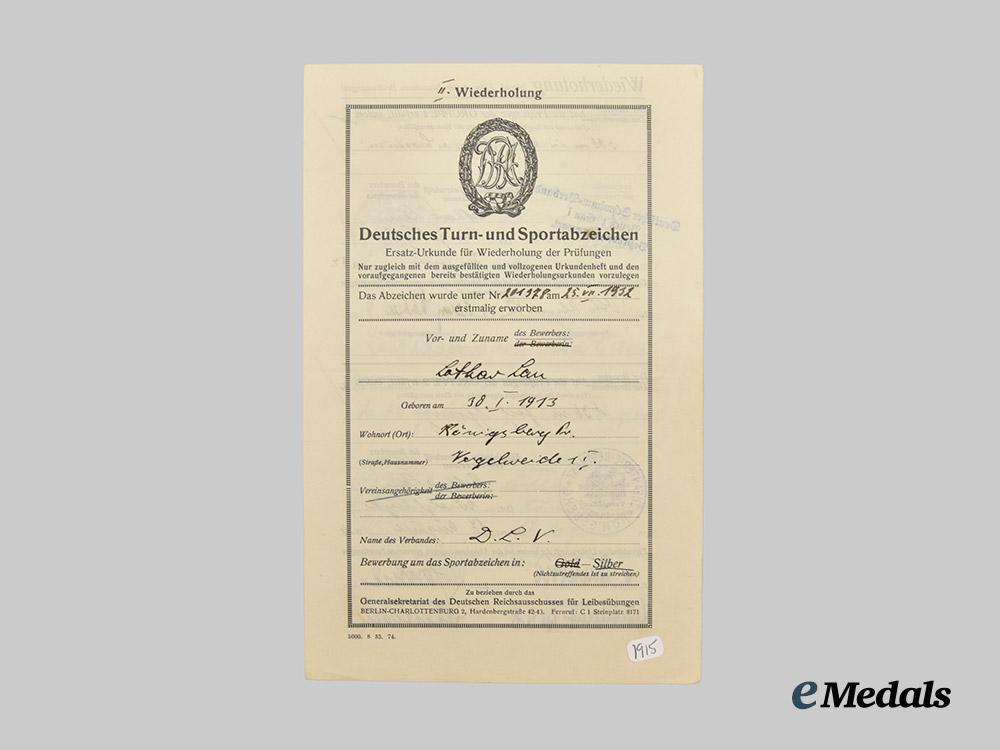 II. Wiederholung
Deutsches Turn- und Sportabzeichen
Ersatz-Urkunde für Wiederholung der Prüfungen
Nur zugleich mit dem ausgefüllten und vollzogenen Urkundenheft und den
voraufgegangenen bereits bestätigten Wiederholungsurkunden vorzulegen
Das Abzeichen wurde unter Nr. 201378 am 25. VII. 1932
erstmalig erworben
Vor- und Zuname des Bewerbers:
der Bewerberin:
Lothar Lau
Geboren am 30. I. 1913
Wohnort (Ort): Königsberg Pr.
(Straße, Hausnummer) Vogelweide
Vereinsangehörigkeit des Bewerbers:
der Bewerberin:
Name des Verbandes: D. L. V.
Bewerbung um das Sportabzeichen in: Gold — Silber
(Nichtzutreffendes ist zu streichen)
Zu beziehen durch das
Generalsekretariat des Deutschen Reichsausschusses für Leibesübungen
BERLIN-CHARLOTTENBURG 2, Hardenbergstraße 42-43. Fernruf: C 1 Steinplatz 8171
1000. 8. 33. 74.
1915
eMedals